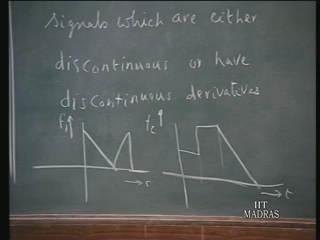 signals which are either
discontinuous or have
discontinuous derivatives
f₁ f₂
t t
IIT
MADRAS